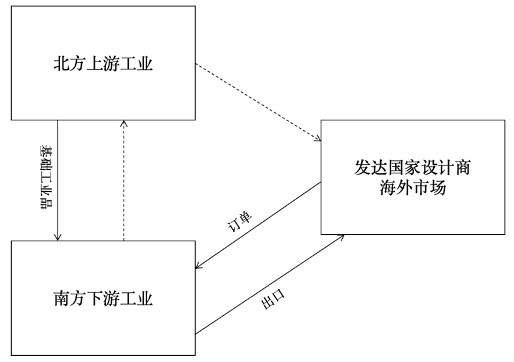 北方上游工业
基础工业品
发达国家设计商
海外市场
订单
南方下游工业
出口